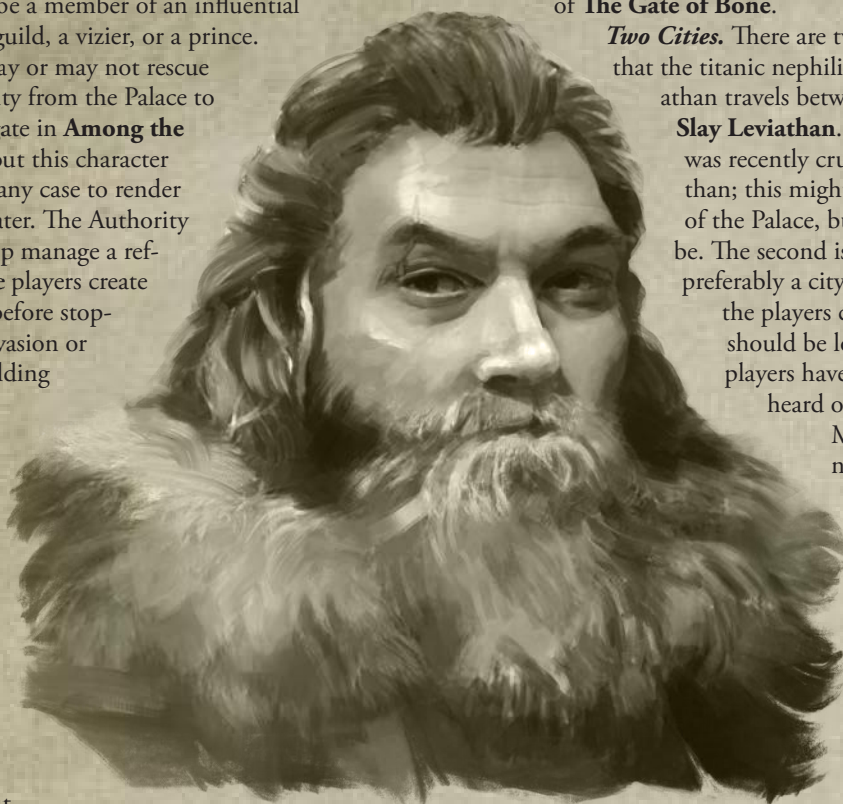 be a member of an influential
guild, a vizier, or a prince.
ay or may not rescue
ty from the Palace to
ate in Among the
out this character
any case to render
ter. The Authority
p manage a ref-
e players create
before stop-
vasion or
lding
of The Gate of Bone.
Two Cities. There are tw
that the titanic nephili
athan travels betw
Slay Leviathan.
was recently cru
than; this migh
of the Palace, bu
be. The second is
preferably a city
the players c
should be lo
players have
heard o
M
n